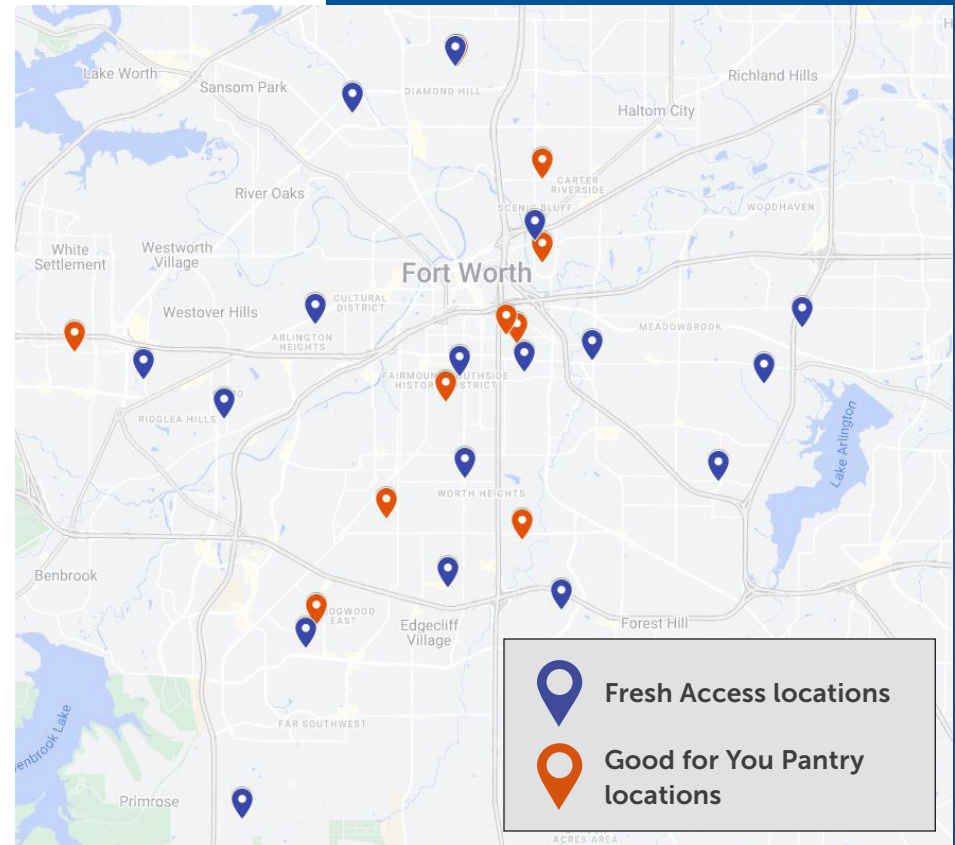 Lake Worth
Sansom Park
DIAMOND HILL
Richland Hills
Haltom City
CARTER
RIVERSIDE
River Oaks
SCENIC BLUFF
WOODHAVEN
White
Settlement
Westworth
Village
Fort Worth
CULTURAL
DISTRICT
Westover Hills
ARLINGTON
HEIGHTS
MEADOWBROOK
HISTORIC DISTRICT
RIDGLEA HILLS
Lake Arlington
WORTH HEIGHTS
Benbrook
EAST
Edgecliff
Village
Forest Hill
Fresh Access locations
FAR SOUTHWEST
Lake
Good for You Pantry
locations
Primrose
ACRES AREA